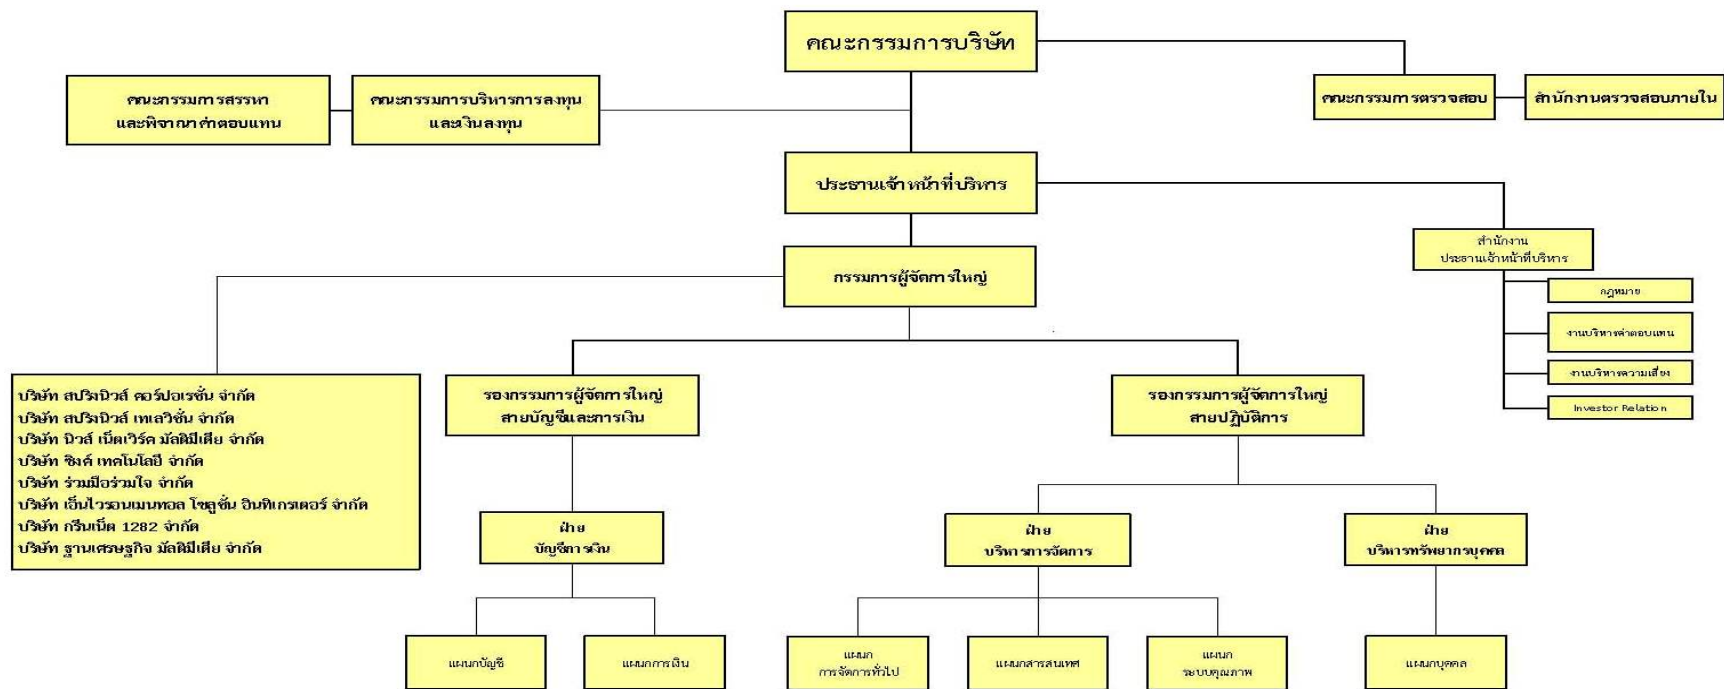 คณะกรรมการบริษัท
คณะกรรมการสรรหา
และพิจาณาค่าตอบแทน
คณะกรรมการบริหารการลงทุน
และเงินลงทุน
คณะกรรมการตรวจสอบ
สำนักงานตรวจสอบภายใน
ประธานเจ้าหน้าที่บริหาร
สำนักงาน
ประธานเจ้าหน้าที่บริหาร
กฎหมาย
งานบริหารค่าตอบแทน
งานบริหารความเสี่ยง
Investor Relation
กรรมการผู้จัดการใหญ่
บริษัท สปริงนิวส์ คอร์ปอเรชั่น จำกัด
บริษัท สปริงนิวส์ เทเลวิชั่น จำกัด
บริษัท นิวส์ เน็ตเวิร์ค มัลติมีเดีย จำกัด
บริษัท ซิงค์ เทคโนโลยี จำกัด
บริษัท ร่วมมือร่วมใจ จำกัด
บริษัท เอ็นไวรอนเมนทอล โซลูชั่น อินทิเกรเตอร์ จำกัด
บริษัท กรีนเน็ต 1282 จำกัด
บริษัท ฐานเศรษฐกิจ มัลติมีเดีย จำกัด
รองกรรมการผู้จัดการใหญ่
สายบัญชีและการเงิน
รองกรรมการผู้จัดการใหญ่
สายปฏิบัติการ
ฝ่าย
บัญชีการเงิน
ฝ่าย
บริหารการจัดการ
ฝ่าย
บริหารทรัพยากรบุคคล
แผนกบัญชี
แผนกการเงิน
แผนก
การจัดการทั่วไป
แผนกสารสนเทศ
แผนก
ระบบคุณภาพ
แผนกบุคคล